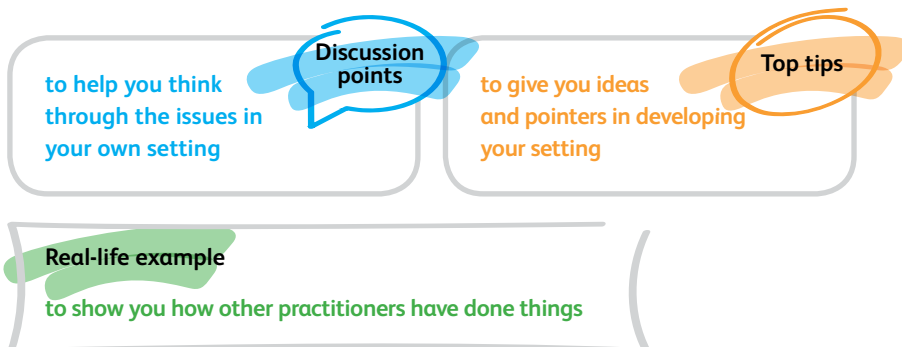 Discussion
points
to help you think
through the issues in
your own setting
Top tips
to give you ideas
and pointers in developing
your setting
Real-life example
to show you how other practitioners have done things